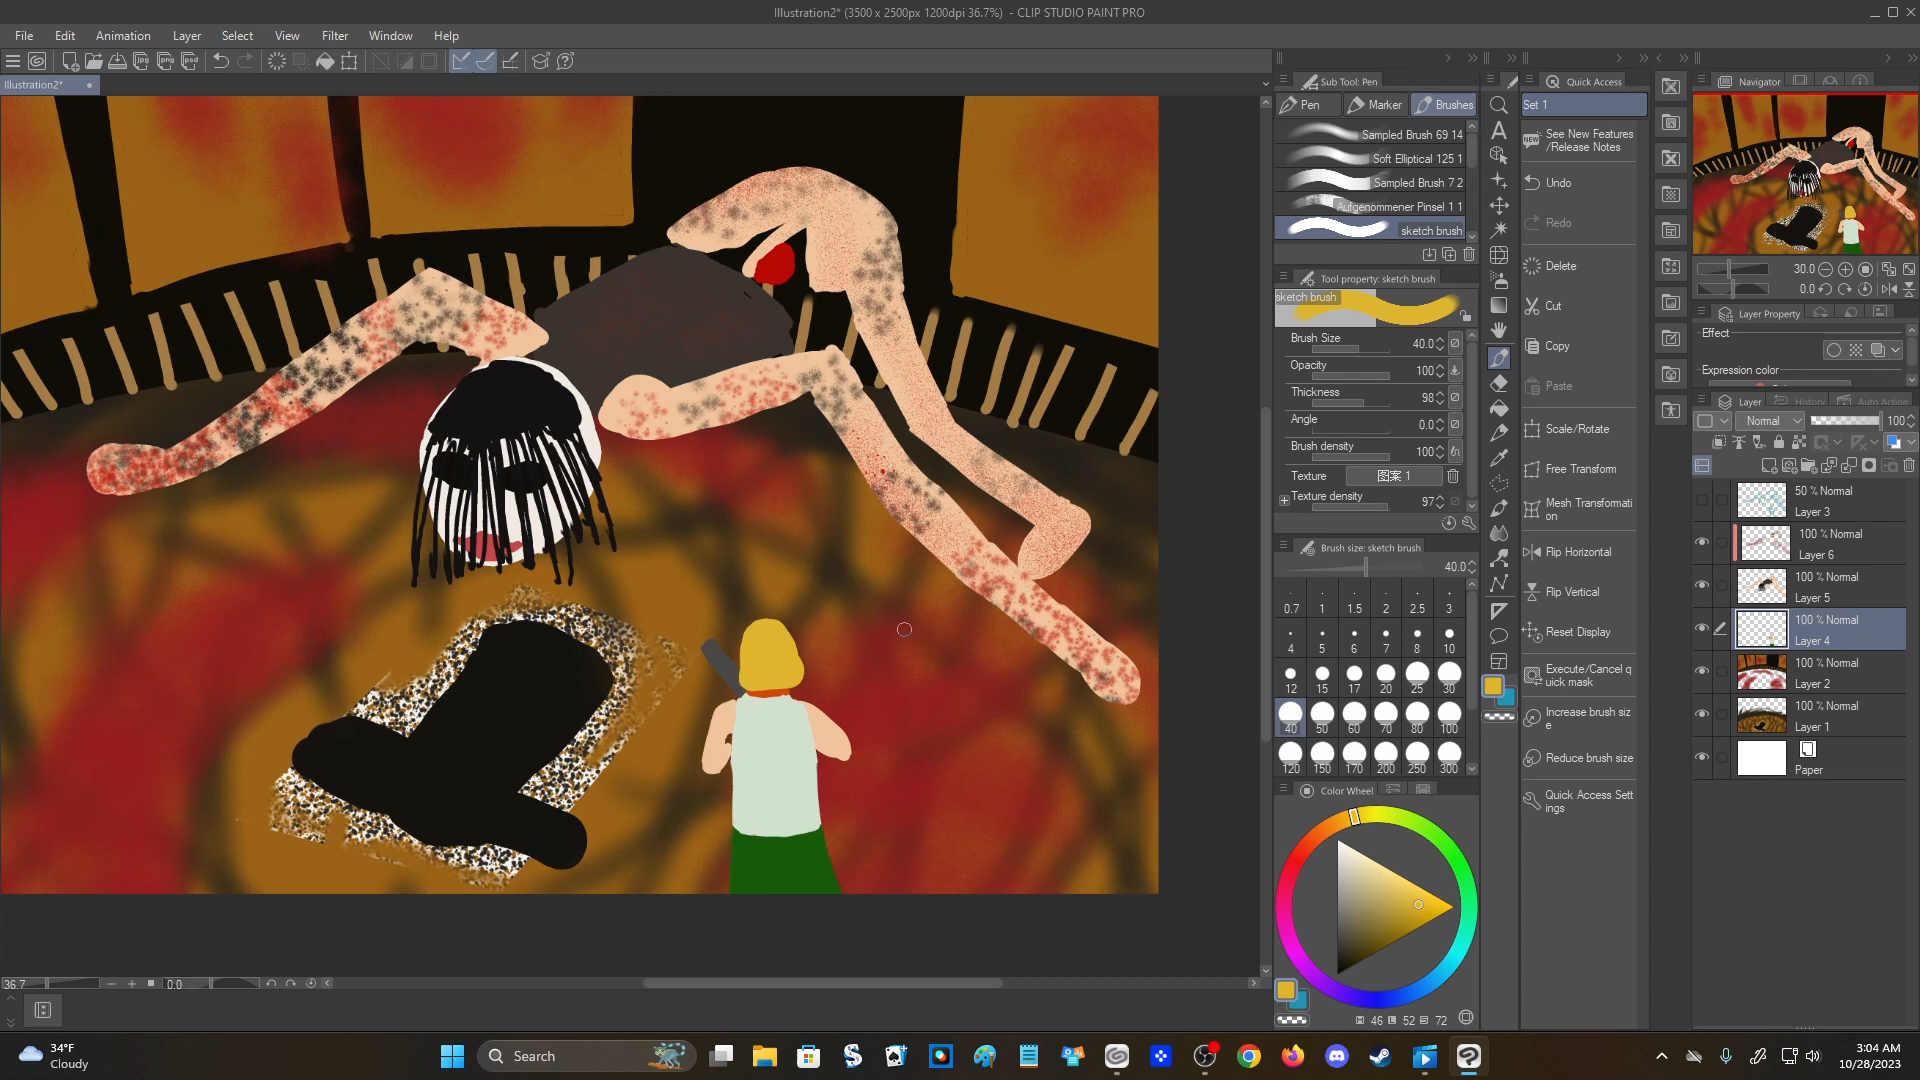 Illustration2* (3500 x 2500px 1200dpi 36.7%) - CLIP STUDIO PAINT PRO
File Edit Animation Layer Select View Filter Window Help
Illustration2*
Sub Tool: Pen
Pen Marker Brushes
Sampled Brush 69 14
Soft Elliptical 125 1
Sampled Brush 7 2
Aufgenommener Pinsel 1 1
sketch brush
Tool property: sketch brush
sketch brush
Brush Size 40.0
Opacity 100
Thickness 98
Angle 0.0
Brush density 100
Texture 图案 1
Texture density 97
Brush size: sketch brush
40.0
0.7 1 1.5 2 2.5 3
4 5 6 7 8 10
12 15 17 20 25 30
40 50 60 70 80 100
120 150 170 200 250 300
Color Wheel
46 52 72
Quick Access
Set 1
See New Features
/Release Notes
Undo
Redo
Delete
Cut
Copy
Paste
Scale/Rotate
Free Transform
Mesh Transformati
on
Flip Horizontal
Flip Vertical
Reset Display
Execute/Cancel q
uick mask
Increase brush siz
e
Reduce brush size
Quick Access Sett
ings
Navigator
30.0
0.0
Layer Property
Effect
Expression color
Layer History Auto Action
Normal 100
50 % Normal
Layer 3
100 % Normal
Layer 6
100 % Normal
Layer 5
100 % Normal
Layer 4
100 % Normal
Layer 2
100 % Normal
Layer 1
Paper
36.7 0.0
34°F
Cloudy
Search
3:04 AM
10/28/2023